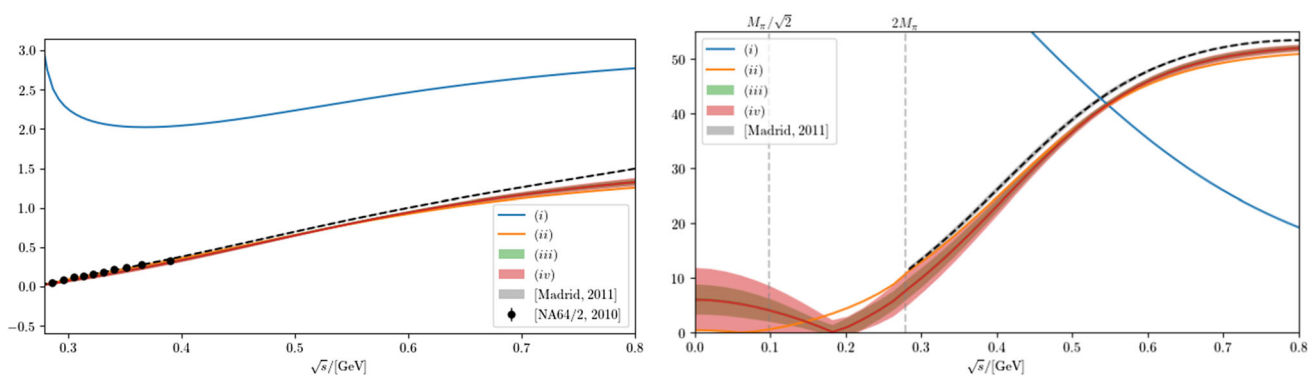 3.0
2.5
2.0
1.5
1.0
0.5
0.0
−0.5
0.3
0.4
0.5
0.6
0.7
0.8
√s/[GeV]
(i)
(ii)
(iii)
(iv)
[Madrid, 2011]
[NA64/2, 2010]
M_π/√2
2M_π
50
40
30
20
10
0
0.0
0.1
0.2
0.3
0.4
0.5
0.6
0.7
0.8
√s/[GeV]
(i)
(ii)
(iii)
(iv)
[Madrid, 2011]